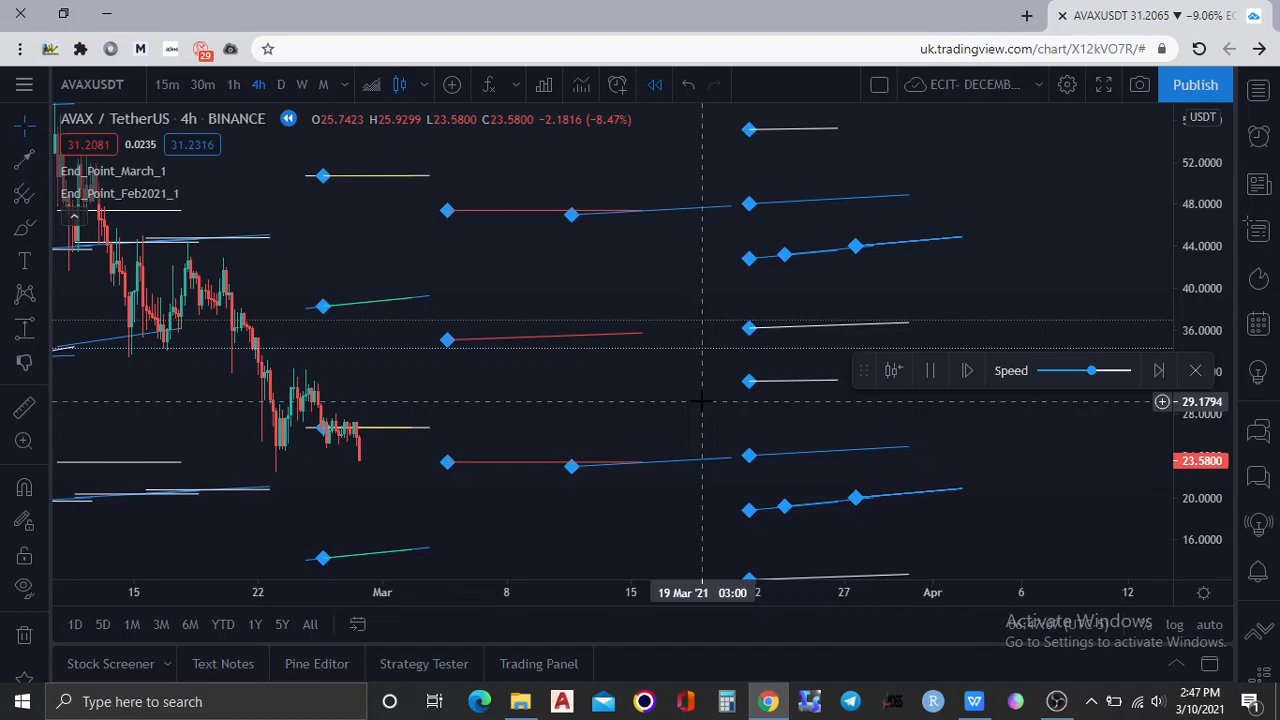 AVAXUSDT 31.2065 ▼ −9.06% EC
uk.tradingview.com/chart/X12kVO7R/#
29
AVAXUSDT 15m 30m 1h 4h D W M ECIT- DECEMB... Publish
AVAX / TetherUS · 4h · BINANCE O25.7423 H25.9299 L23.5800 C23.5800 −2.1816 (−8.47%)
USDT
31.2081 0.0235 31.2316
End_Point_March_1
End_Point_Feb2021_1
52.0000
48.0000
44.0000
40.0000
36.0000
Speed
29.1794
28.0000
23.5800
20.0000
16.0000
15 22 Mar 8 15 19 Mar '21 03:00 2 27 Apr 6 12
1D 5D 1M 3M 6M YTD 1Y 5Y All % log auto
Activate Windows
Go to Settings to activate Windows.
Stock Screener Text Notes Pine Editor Strategy Tester Trading Panel
Type here to search
2:47 PM
3/10/2021